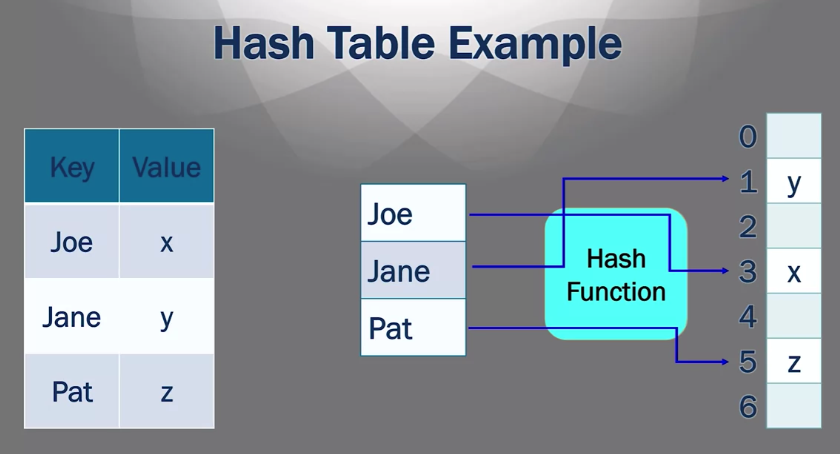 Hash Table Example
Key Value
Joe x
Jane y
Pat z
Joe
Jane
Pat
Hash
Function
0
1 y
2
3 x
4
5 z
6